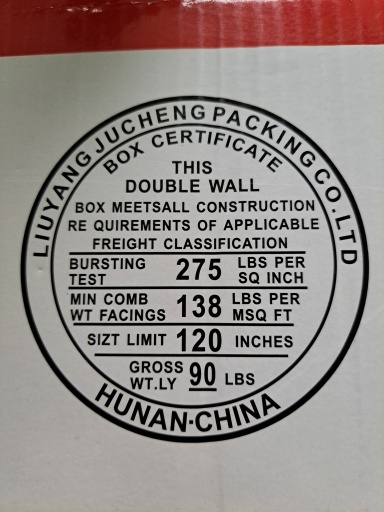 LIUYANG JUCHENG PACKING CO.LTD
BOX CERTIFICATE
THIS
DOUBLE WALL
BOX MEETSALL CONSTRUCTION
RE QUIREMENTS OF APPLICABLE
FREIGHT CLASSIFICATION
BURSTING TEST 275 LBS PER SQ INCH
MIN COMB WT FACINGS 138 LBS PER MSQ FT
SIZT LIMIT 120 INCHES
GROSS WT.LY 90 LBS
HUNAN·CHINA